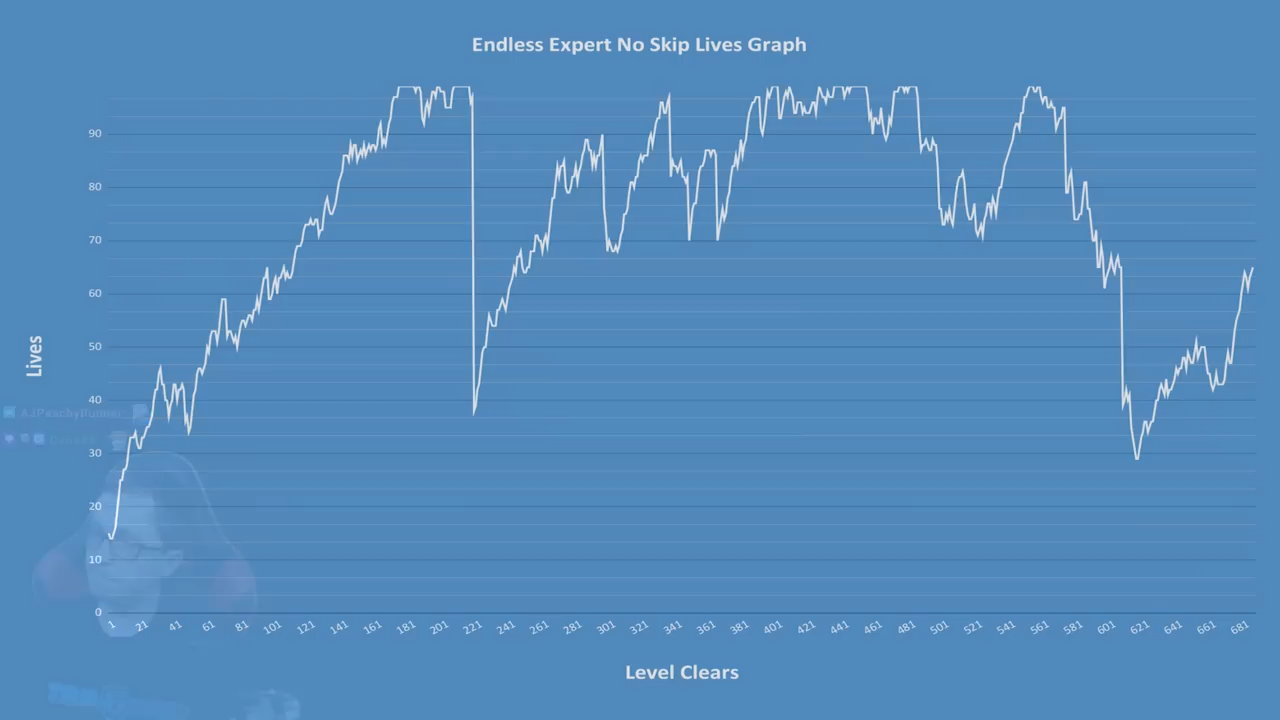 Endless Expert No Skip Lives Graph
90
80
70
60
50
40
30
20
10
0
Lives
1 21 41 61 81 101 121 141 161 181 201 221 241 261 281 301 321 341 361 381 401 421 441 461 481 501 521 541 561 581 601 621 641 661 681
Level Clears